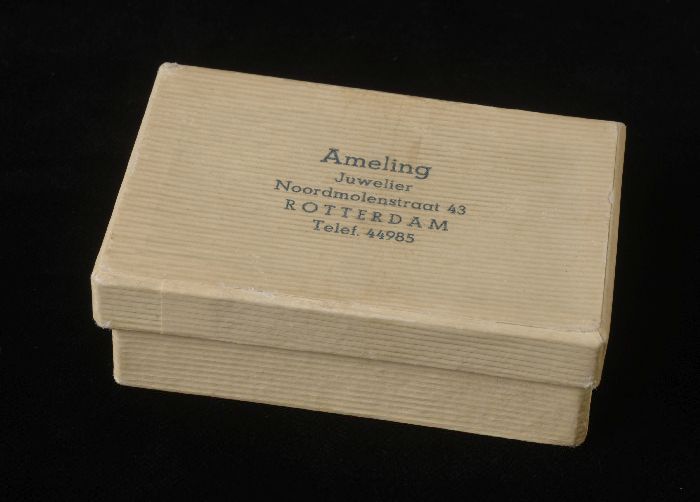 Ameling
Juwelier
Noordmolenstraat 43
ROTTERDAM
Telef. 44985